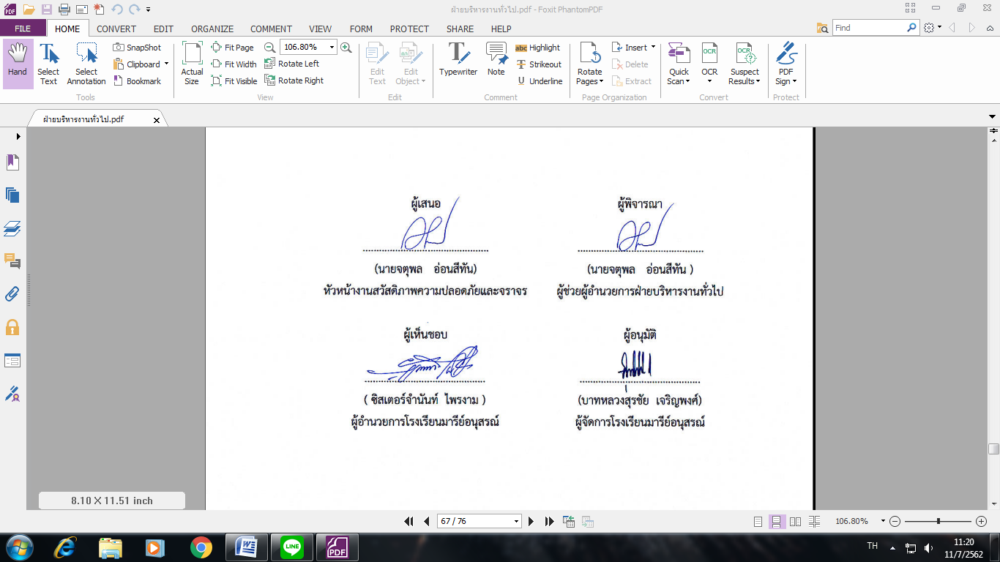 ฝ่ายบริหารงานทั่วไป.pdf - Foxit PhantomPDF
FILE HOME CONVERT EDIT ORGANIZE COMMENT VIEW FORM PROTECT SHARE HELP Find
Hand
Select Text
Select Annotation
SnapShot
Clipboard
Bookmark
Tools
Actual Size
Fit Page
Fit Width
Fit Visible
106.80%
Rotate Left
Rotate Right
View
Edit Text
Edit Object
Edit
Typewriter
Note
abc Highlight
Strikeout
Underline
Comment
Rotate Pages
Insert
Delete
Extract
Page Organization
Quick Scan
OCR
OCR
OCR
Suspect Results
Convert
PDF Sign
Protect
ฝ่ายบริหารงานทั่วไป.pdf
ผู้เสนอ
(นายจตุพล อ่อนสีทัน)
หัวหน้างานสวัสดิภาพความปลอดภัยและจราจร
ผู้พิจารณา
(นายจตุพล อ่อนสีทัน )
ผู้ช่วยผู้อำนวยการฝ่ายบริหารงานทั่วไป
ผู้เห็นชอบ
( ซิสเตอร์จำนันท์ ไพรงาม )
ผู้อำนวยการโรงเรียนมารีย์อนุสรณ์
ผู้อนุมัติ
(บาทหลวงสุรชัย เจริญพงศ์)
ผู้จัดการโรงเรียนมารีย์อนุสรณ์
8.10 X 11.51 inch
67 / 76
106.80%
LINE
PDF
TH
11:20
11/7/2562